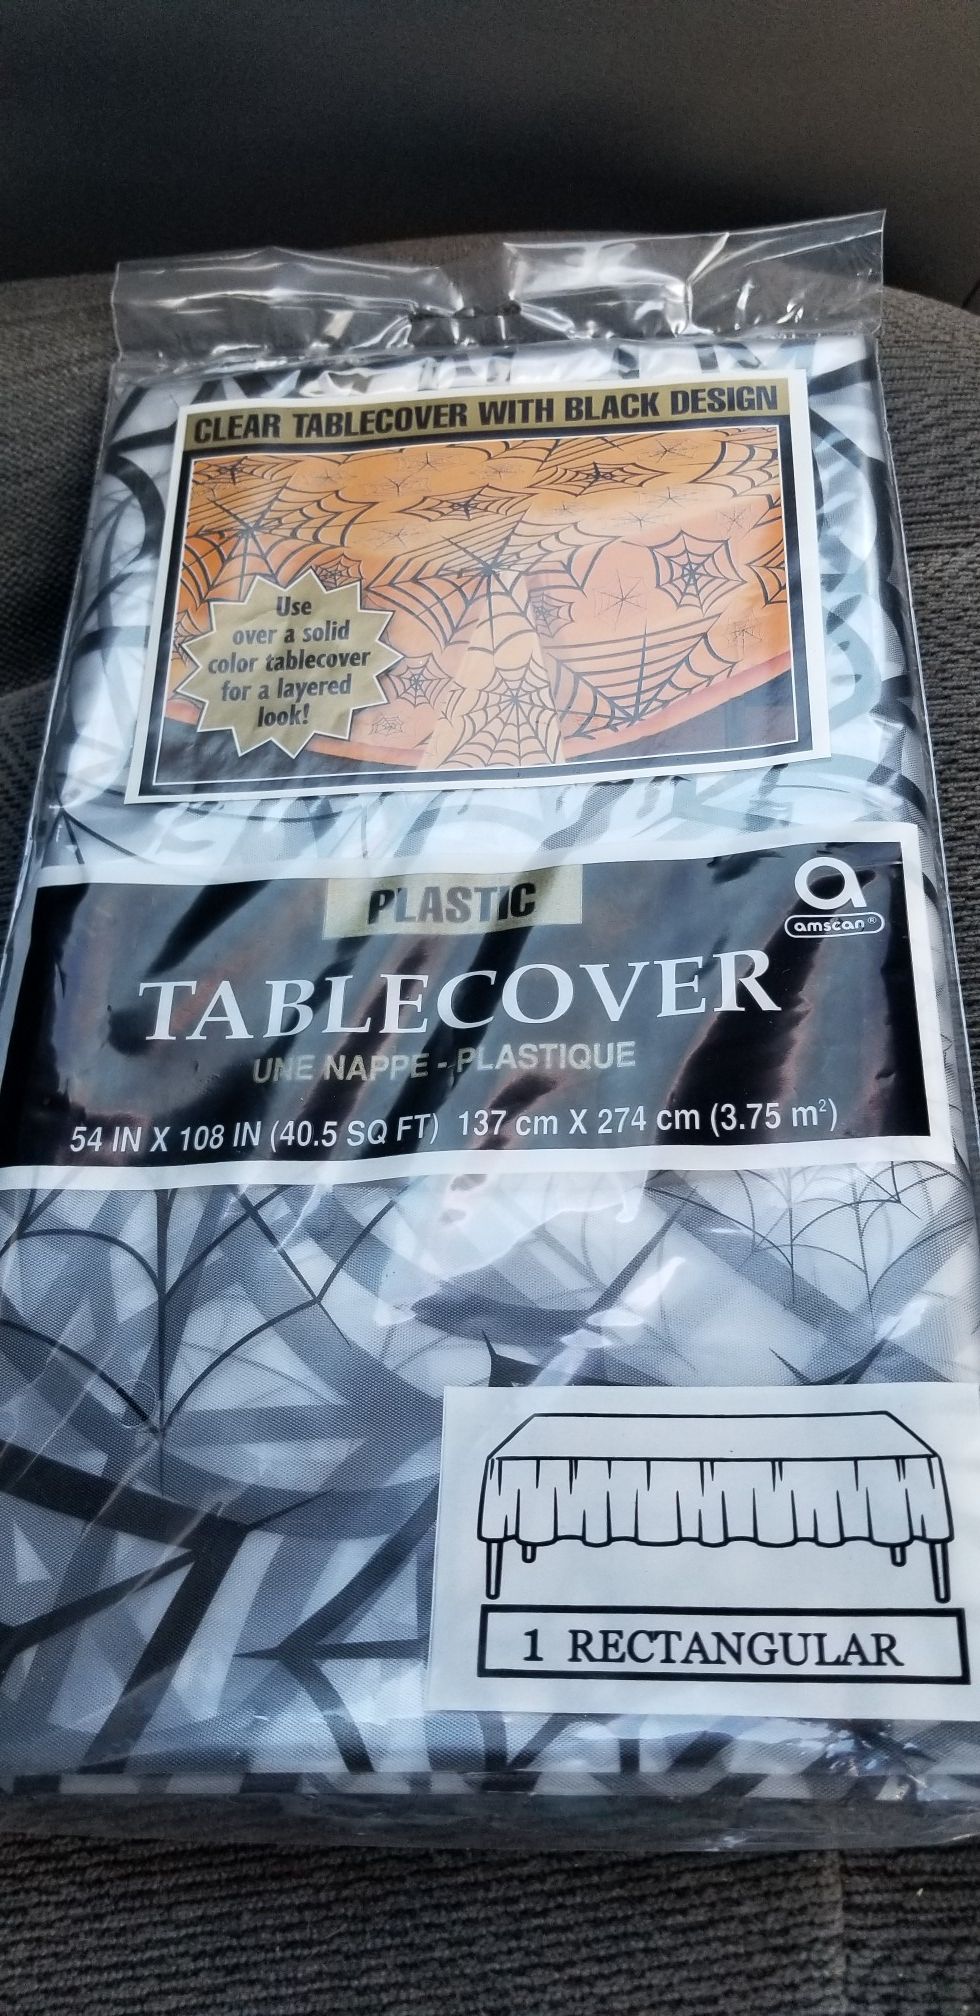 CLEAR TABLECOVER WITH BLACK DESIGN
Use
over a solid
color tablecover
for a layered
look!
PLASTIC
amscan®
TABLECOVER
UNE NAPPE - PLASTIQUE
54 IN X 108 IN (40.5 SQ FT) 137 cm X 274 cm (3.75 m²)
1 RECTANGULAR